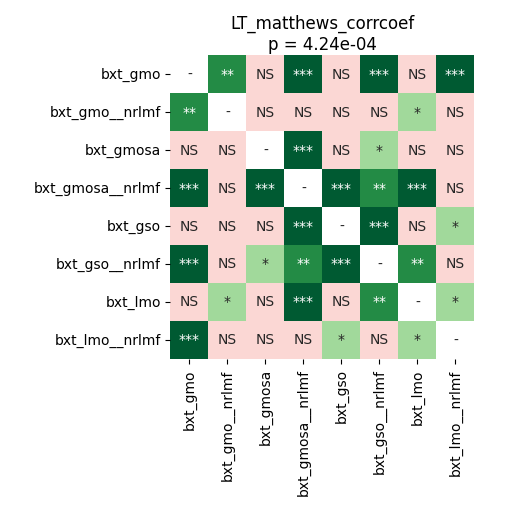 LT_matthews_corrcoef
p = 4.24e-04
bxt_gmo - ** NS *** NS *** NS ***
bxt_gmo__nrlmf ** - NS NS NS NS * NS
bxt_gmosa NS NS - *** NS * NS NS
bxt_gmosa__nrlmf *** NS *** - *** ** *** NS
bxt_gso NS NS NS *** - *** NS *
bxt_gso__nrlmf *** NS * ** *** - ** NS
bxt_lmo NS * NS *** NS ** - *
bxt_lmo__nrlmf *** NS NS NS * NS * -
bxt_gmo
bxt_gmo__nrlmf
bxt_gmosa
bxt_gmosa__nrlmf
bxt_gso
bxt_gso__nrlmf
bxt_lmo
bxt_lmo__nrlmf